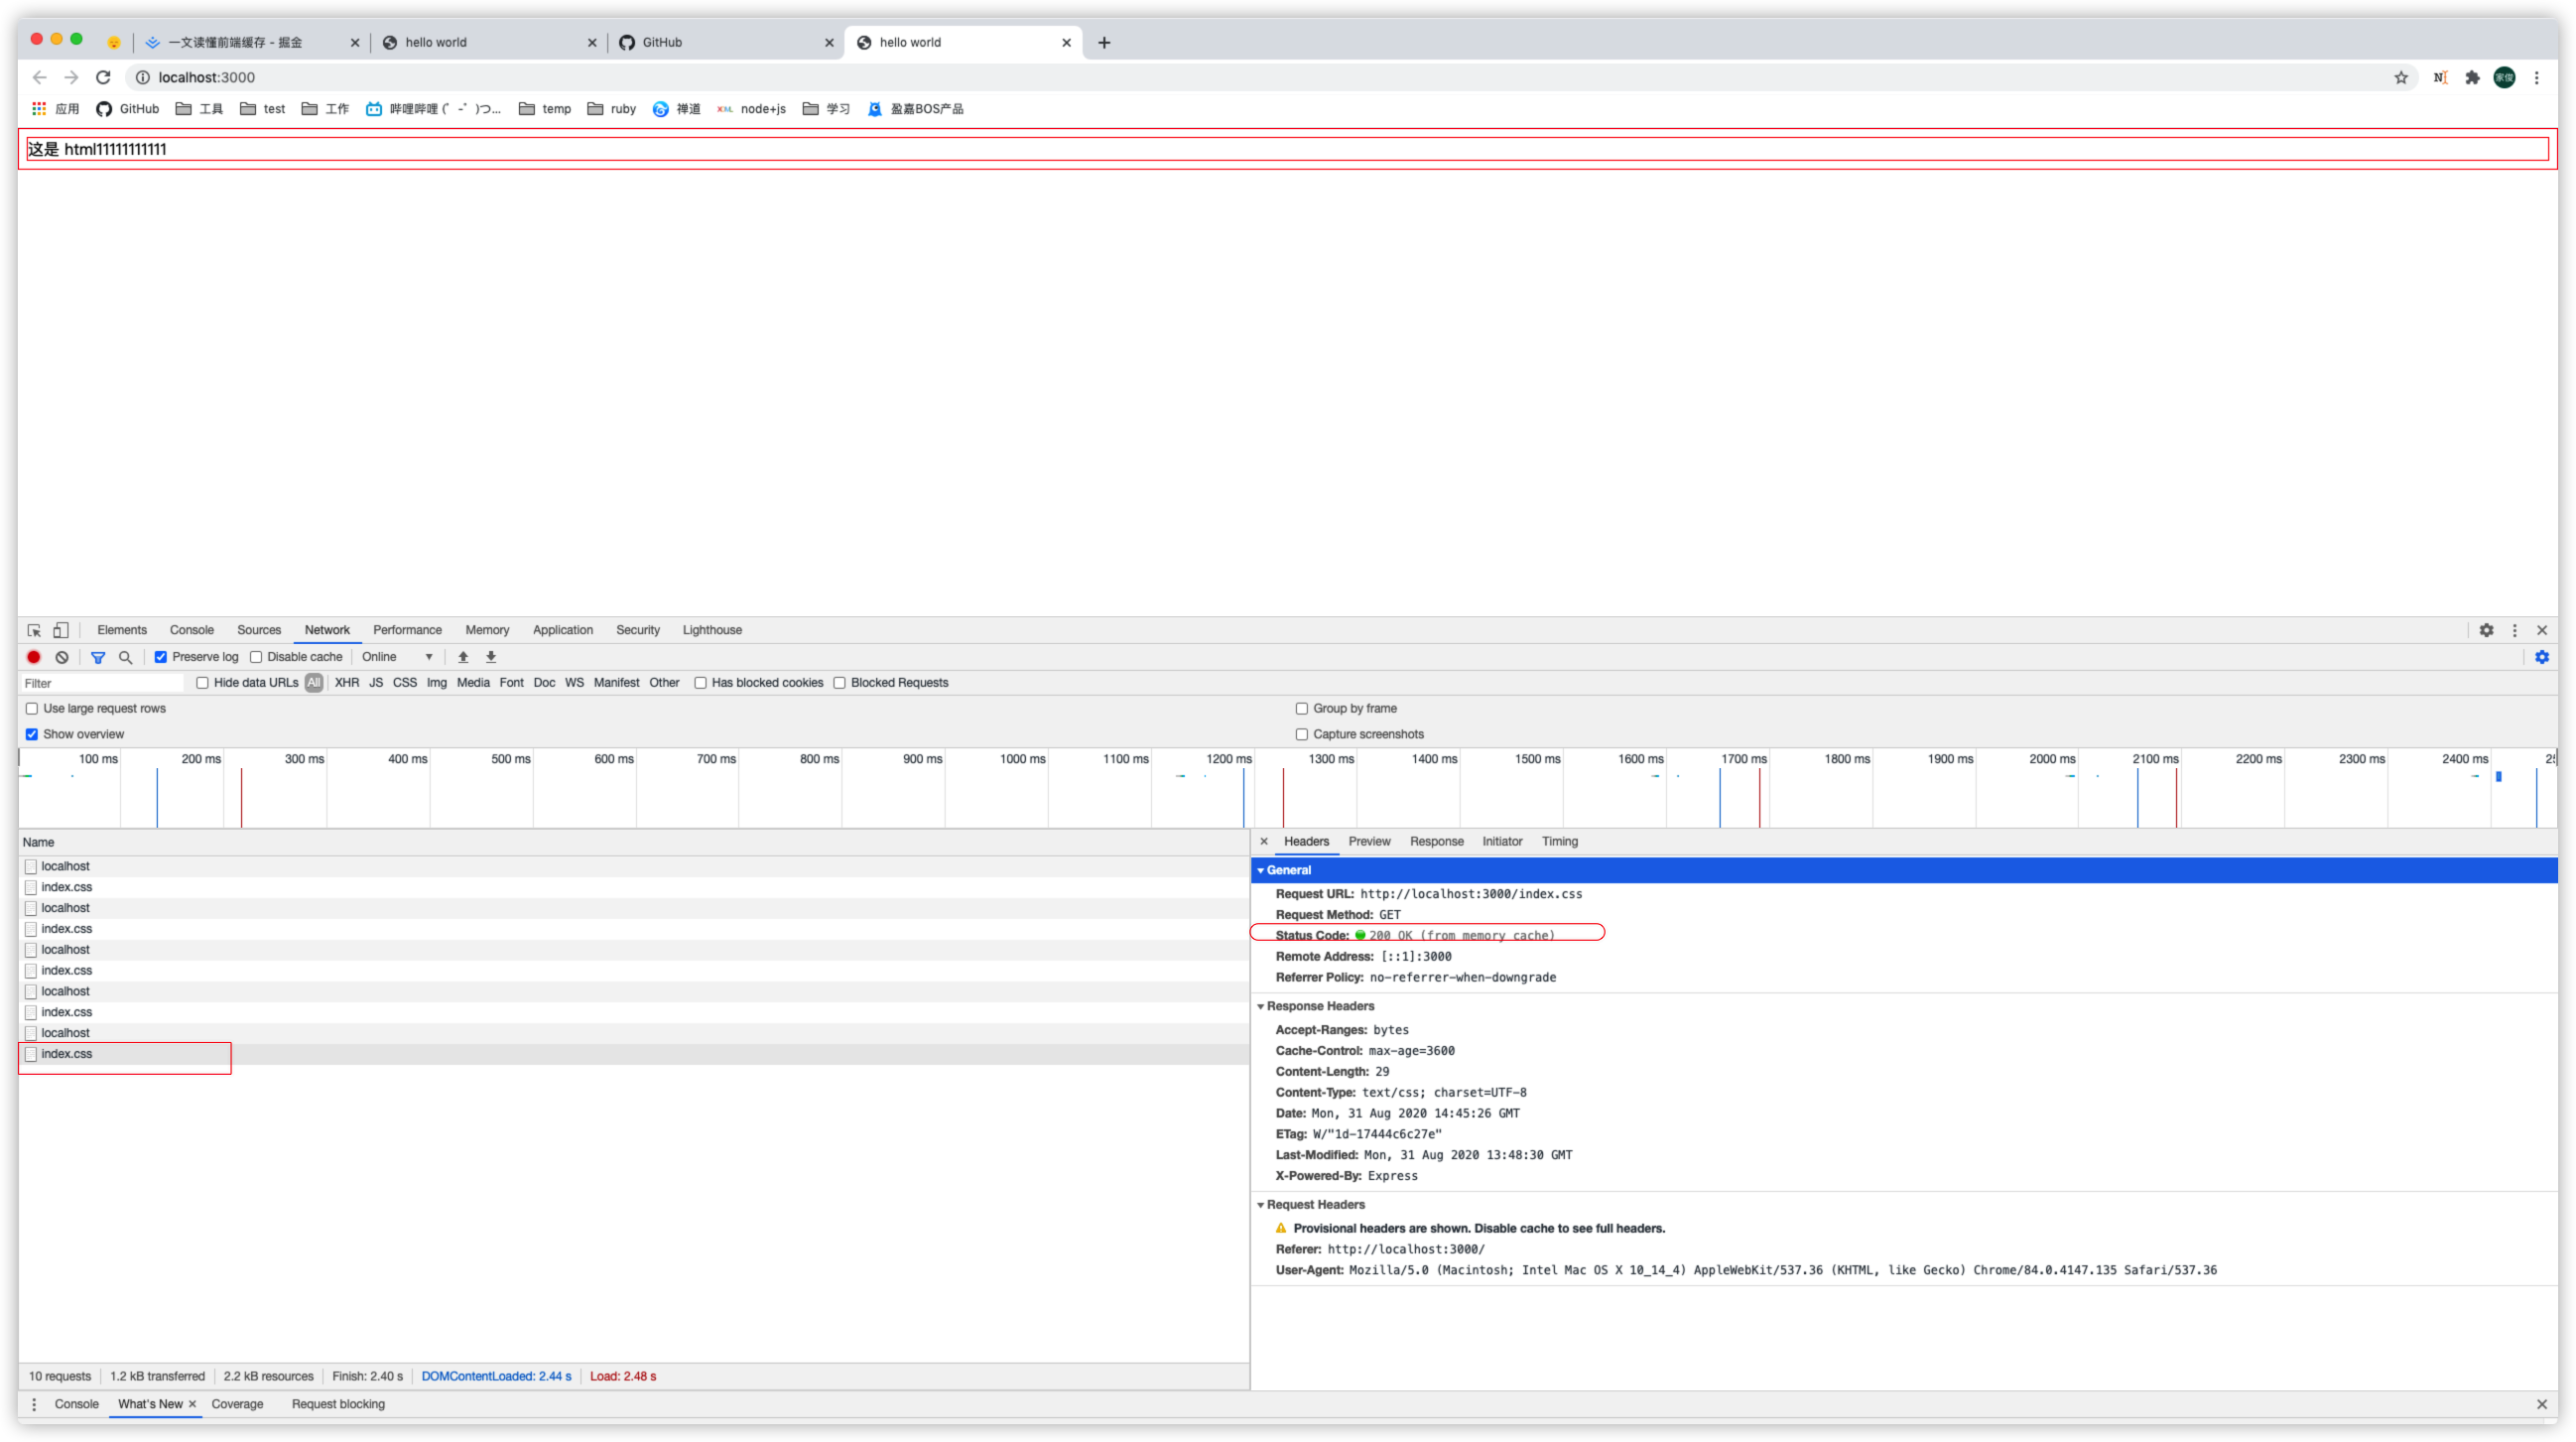 一文读懂前端缓存 - 掘金 hello world GitHub hello world
localhost:3000
应用 GitHub 工具 test 工作 哔哩哔哩 (゜-゜)つ... temp ruby 禅道 node+js 学习 盈嘉BOS产品
这是 html11111111111
Elements Console Sources Network Performance Memory Application Security Lighthouse
Preserve log Disable cache Online
Filter Hide data URLs All XHR JS CSS Img Media Font Doc WS Manifest Other Has blocked cookies Blocked Requests
Use large request rows Group by frame
Show overview Capture screenshots
100 ms 200 ms 300 ms 400 ms 500 ms 600 ms 700 ms 800 ms 900 ms 1000 ms 1100 ms 1200 ms 1300 ms 1400 ms 1500 ms 1600 ms 1700 ms 1800 ms 1900 ms 2000 ms 2100 ms 2200 ms 2300 ms 2400 ms
Name
localhost
index.css
localhost
index.css
localhost
index.css
localhost
index.css
localhost
index.css
Headers Preview Response Initiator Timing
General
Request URL: http://localhost:3000/index.css
Request Method: GET
Status Code: 200 OK (from memory cache)
Remote Address: [::1]:3000
Referrer Policy: no-referrer-when-downgrade
Response Headers
Accept-Ranges: bytes
Cache-Control: max-age=3600
Content-Length: 29
Content-Type: text/css; charset=UTF-8
Date: Mon, 31 Aug 2020 14:45:26 GMT
ETag: W/"1d-17444c6c27e"
Last-Modified: Mon, 31 Aug 2020 13:48:30 GMT
X-Powered-By: Express
Request Headers
Provisional headers are shown. Disable cache to see full headers.
Referer: http://localhost:3000/
User-Agent: Mozilla/5.0 (Macintosh; Intel Mac OS X 10_14_4) AppleWebKit/537.36 (KHTML, like Gecko) Chrome/84.0.4147.135 Safari/537.36
10 requests 1.2 kB transferred 2.2 kB resources Finish: 2.40 s DOMContentLoaded: 2.44 s Load: 2.48 s
Console What's New Coverage Request blocking